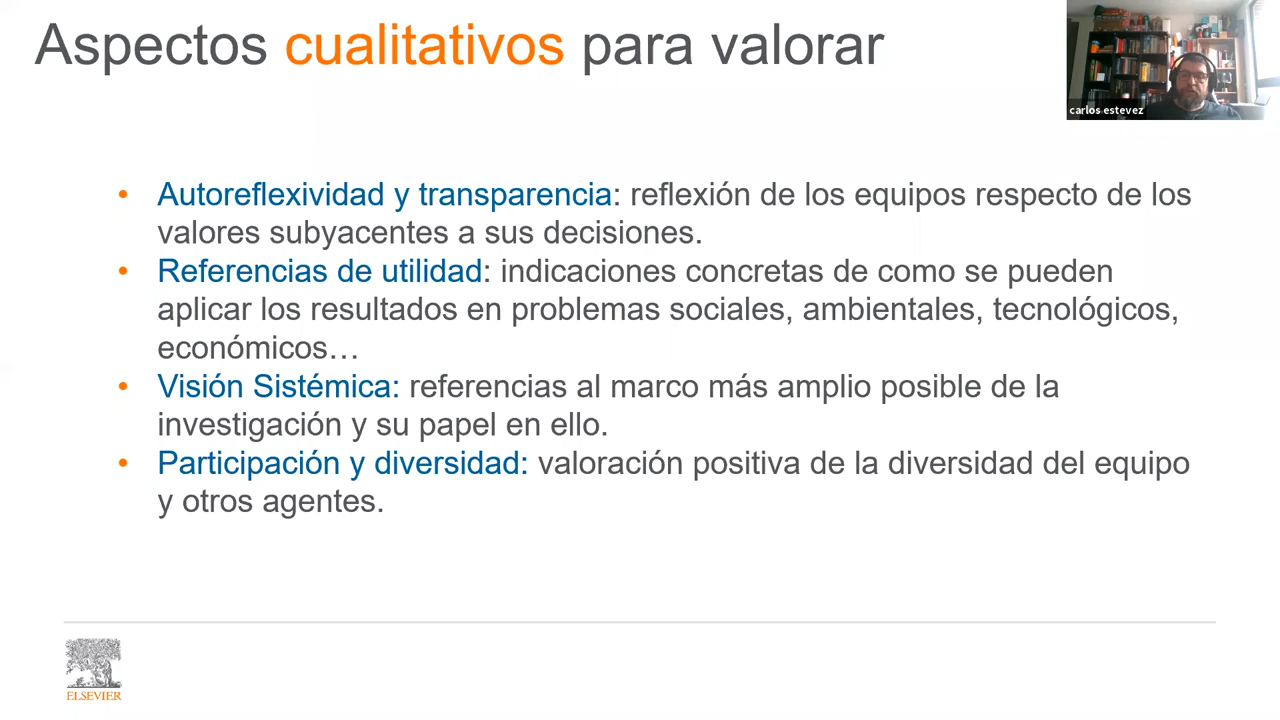 Aspectos cualitativos para valorar
carlos estevez
• Autoreflexividad y transparencia: reflexión de los equipos respecto de los
valores subyacentes a sus decisiones.
• Referencias de utilidad: indicaciones concretas de como se pueden
aplicar los resultados en problemas sociales, ambientales, tecnológicos,
económicos…
• Visión Sistémica: referencias al marco más amplio posible de la
investigación y su papel en ello.
• Participación y diversidad: valoración positiva de la diversidad del equipo
y otros agentes.
ELSEVIER